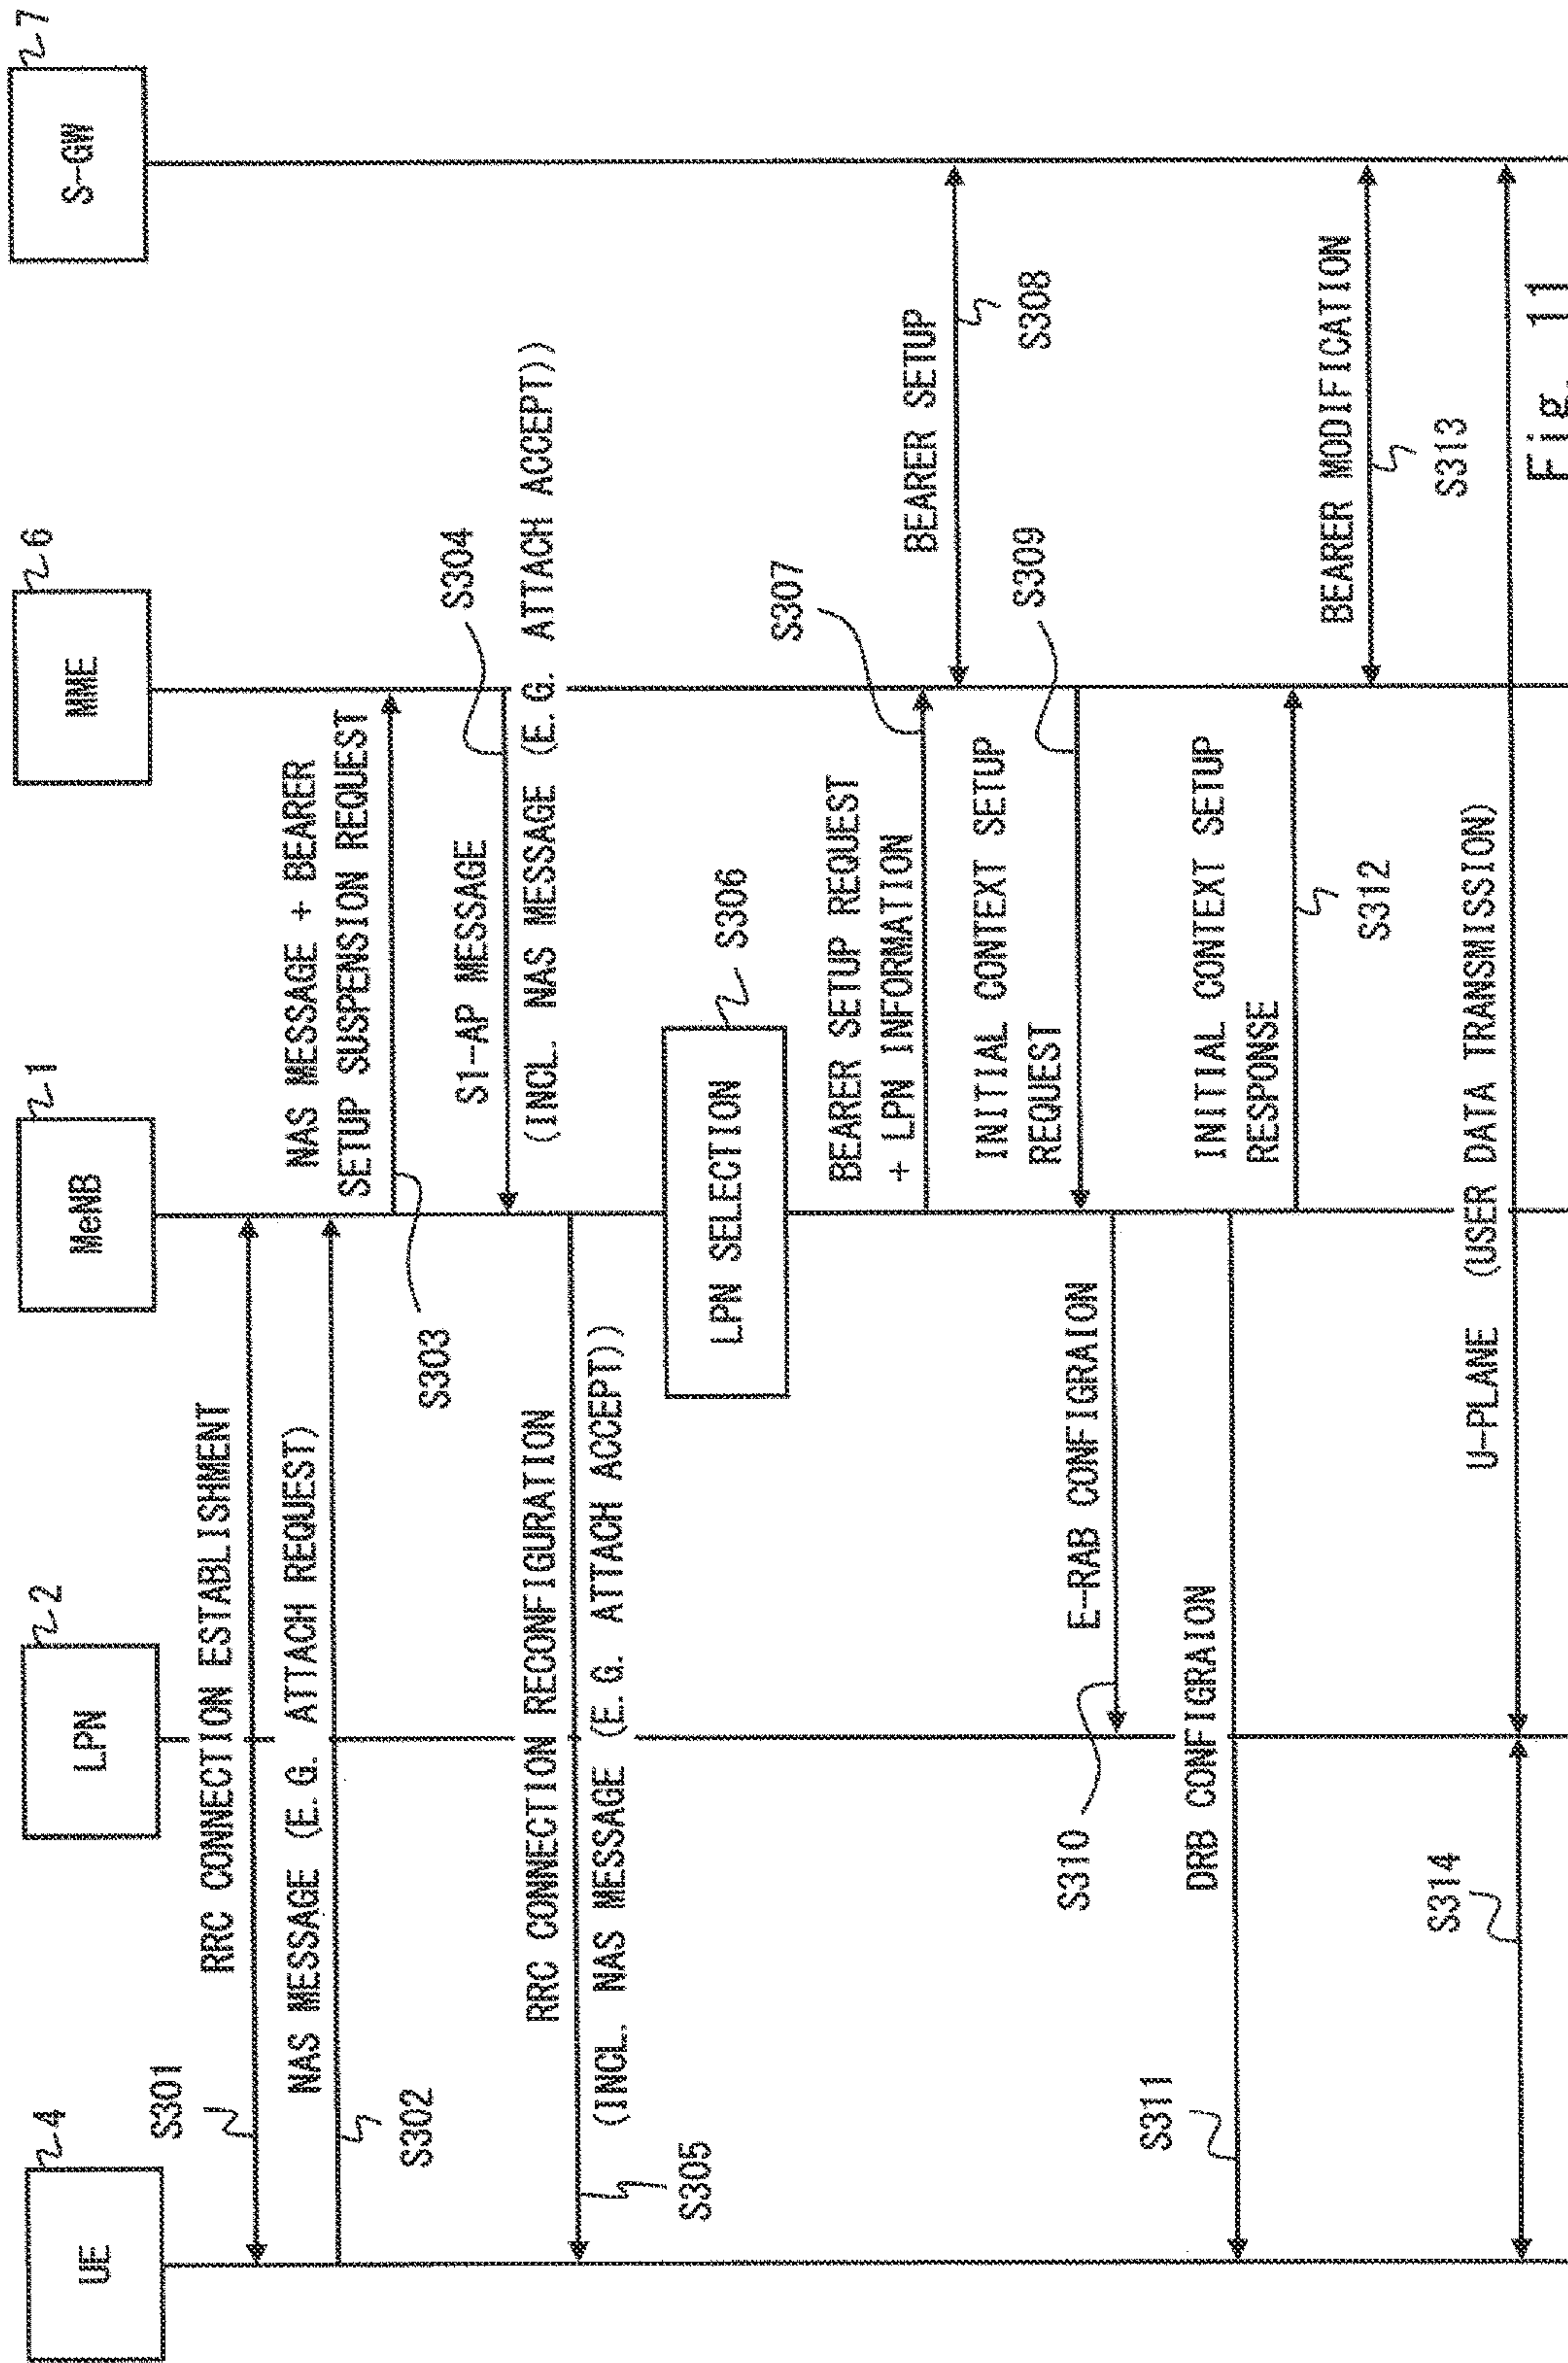 UE
4
LPN
2
MeNB
1
MME
6
S-GW
7
S301
RRC CONNECTION ESTABLISHMENT
NAS MESSAGE (E.G. ATTACH REQUEST)
S302
NAS MESSAGE + BEARER
SETUP SUSPENSION REQUEST
S303
S304
S1-AP MESSAGE
(INCL. NAS MESSAGE (E.G. ATTACH ACCEPT))
RRC CONNECTION RECONFIGURATION
(INCL. NAS MESSAGE (E.G. ATTACH ACCEPT))
S305
LPN SELECTION
S306
S307
BEARER SETUP REQUEST
+ LPN INFORMATION
BEARER SETUP
S308
S309
INITIAL CONTEXT SETUP
REQUEST
E-RAB CONFIGRAION
S310
DRB CONFIGRAION
S311
INITIAL CONTEXT SETUP
RESPONSE
S312
BEARER MODIFICATION
S313
S314
U-PLANE (USER DATA TRANSMISSION)
Fig. 11